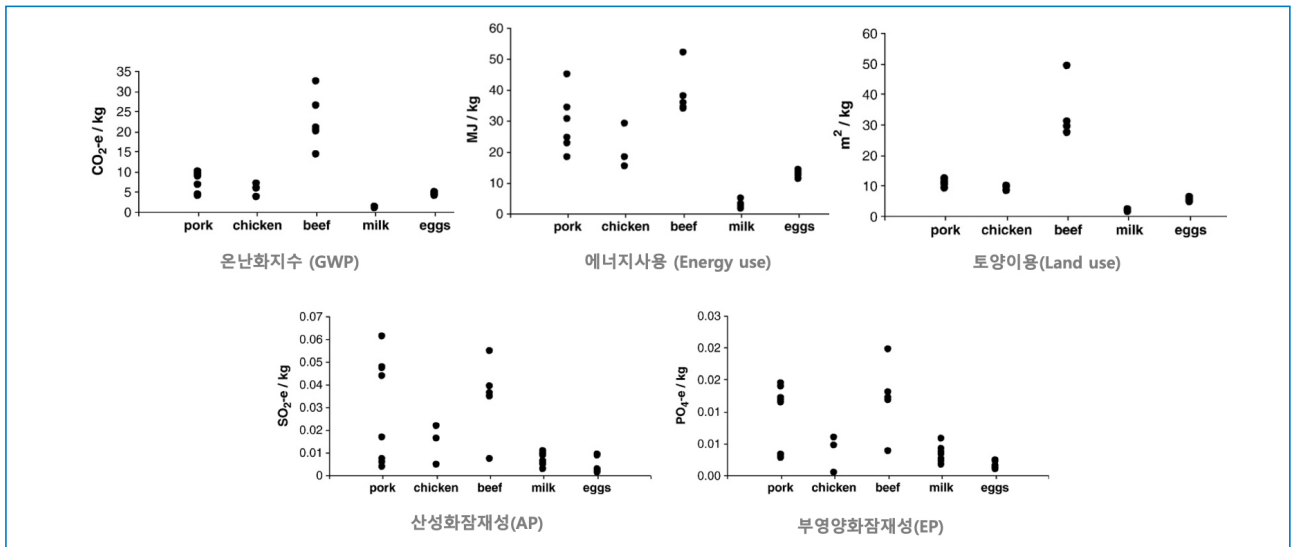 35
30
25
20
15
10
5
0
CO₂-e / kg
pork chicken beef milk eggs
온난화지수 (GWP)
60
50
40
30
20
10
0
MJ / kg
pork chicken beef milk eggs
에너지사용 (Energy use)
60
50
40
30
20
10
0
m² / kg
pork chicken beef milk eggs
토양이용(Land use)
0.07
0.06
0.05
0.04
0.03
0.02
0.01
0
SO₂-e / kg
pork chicken beef milk eggs
산성화잠재성(AP)
0.03
0.02
0.02
0.01
0.01
0.00
PO₄-e / kg
pork chicken beef milk eggs
부영양화잠재성(EP)